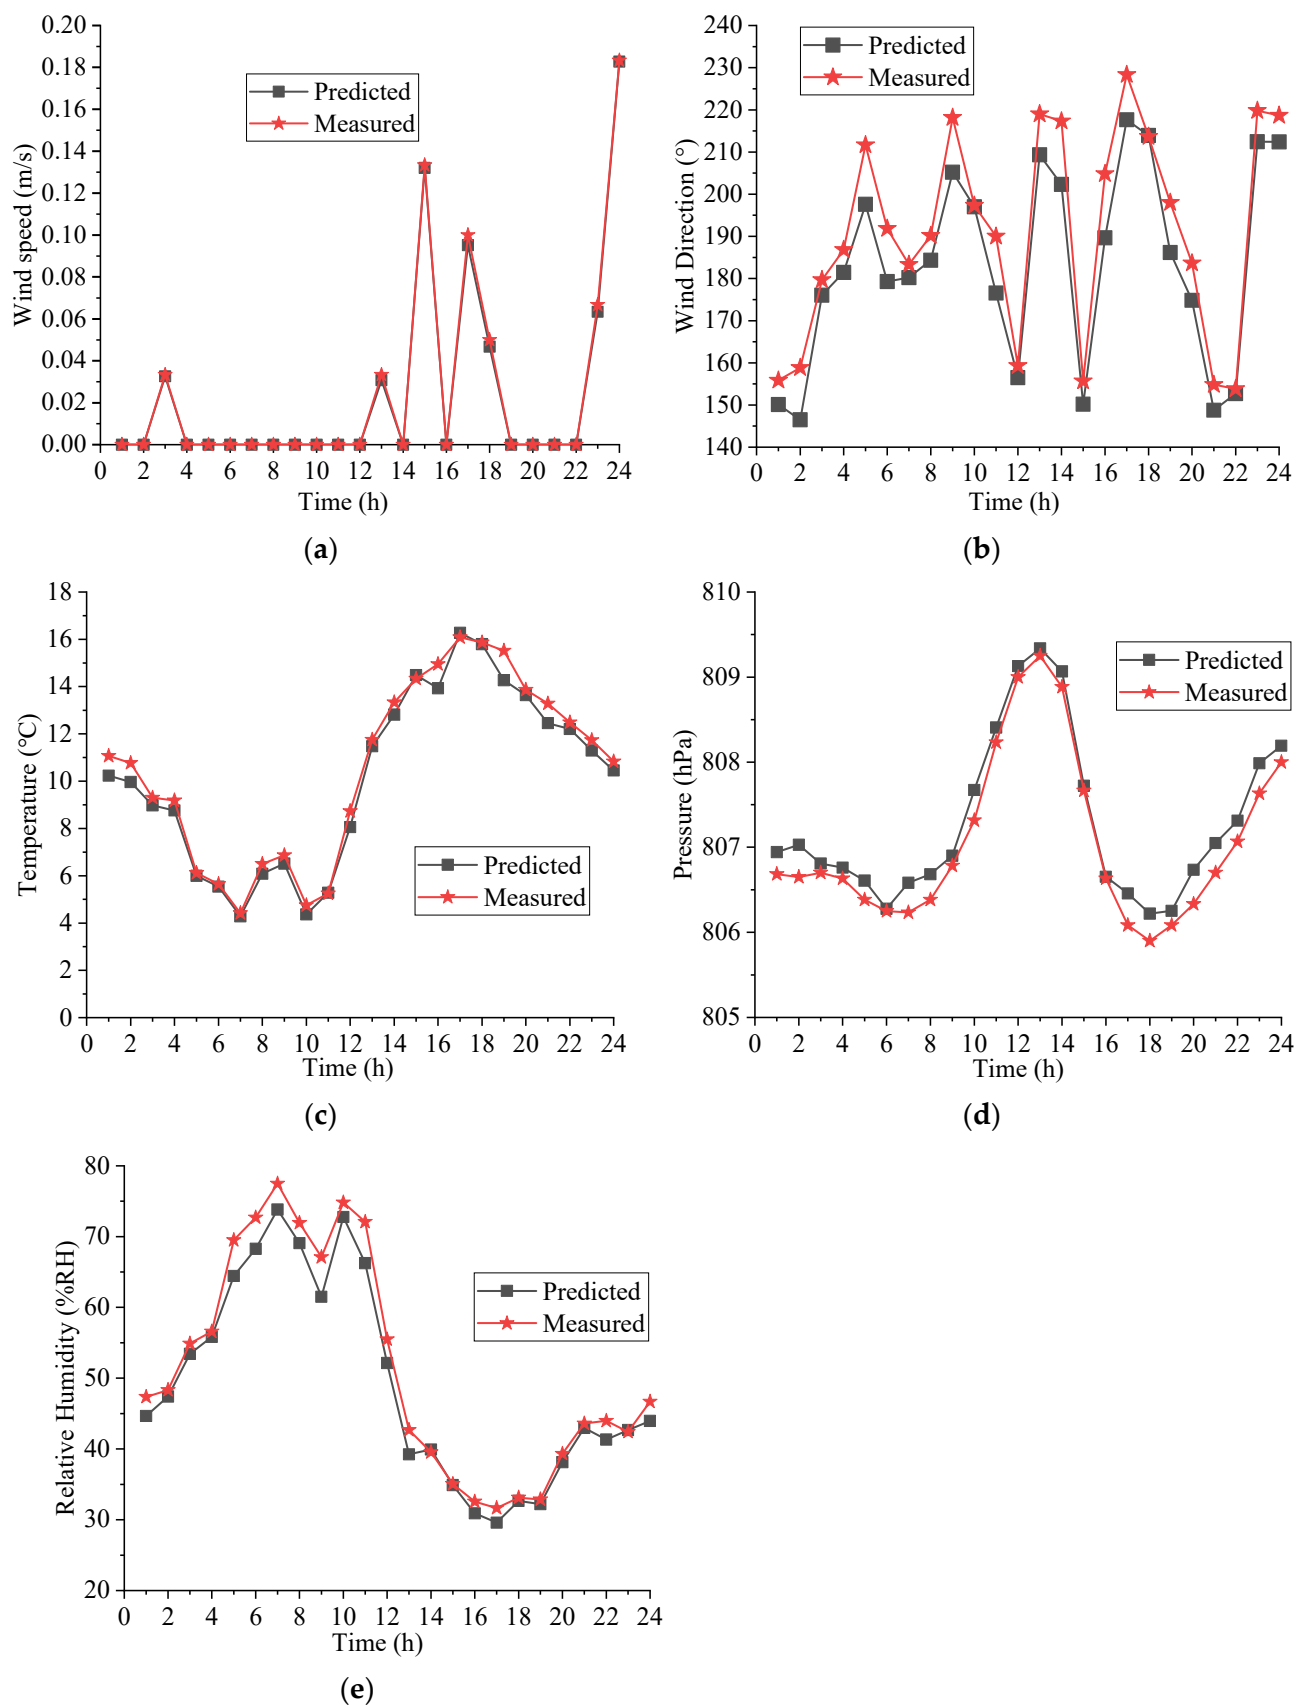 0.20
0.18
0.16
0.14
0.12
0.10
0.08
0.06
0.04
0.02
0.00
Wind speed (m/s)
Predicted
Measured
0 2 4 6 8 10 12 14 16 18 20 22 24
Time (h)
(a)
240
230
220
210
200
190
180
170
160
150
140
Wind Direction (°)
Predicted
Measured
0 2 4 6 8 10 12 14 16 18 20 22 24
Time (h)
(b)
18
16
14
12
10
8
6
4
2
0
Temperature (°C)
Predicted
Measured
0 2 4 6 8 10 12 14 16 18 20 22 24
Time (h)
(c)
810
809
808
807
806
805
Pressure (hPa)
Predicted
Measured
0 2 4 6 8 10 12 14 16 18 20 22 24
Time (h)
(d)
80
70
60
50
40
30
20
Relative Humidity (%RH)
Predicted
Measured
0 2 4 6 8 10 12 14 16 18 20 22 24
Time (h)
(e)